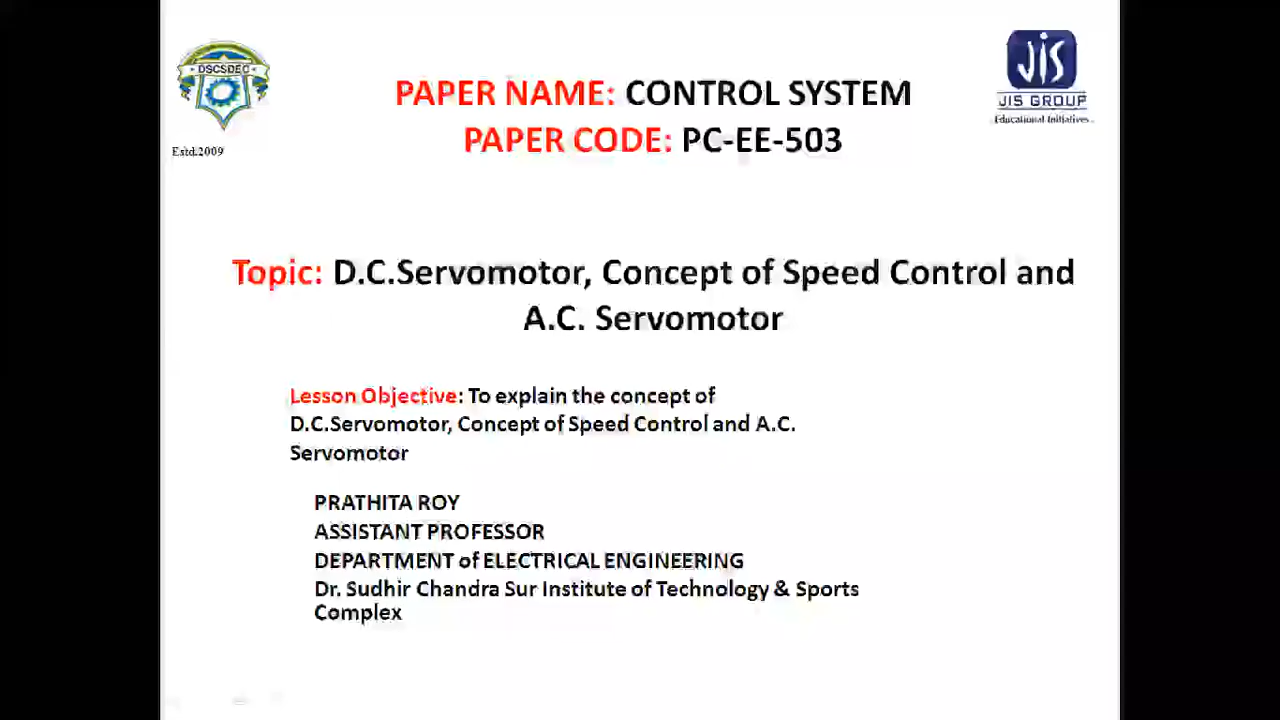 DSCSDEC
Estd:2009
JIS
JIS GROUP
Educational Initiatives
PAPER NAME: CONTROL SYSTEM
PAPER CODE: PC-EE-503
Topic: D.C.Servomotor, Concept of Speed Control and
A.C. Servomotor
Lesson Objective: To explain the concept of
D.C.Servomotor, Concept of Speed Control and A.C.
Servomotor
PRATHITA ROY
ASSISTANT PROFESSOR
DEPARTMENT of ELECTRICAL ENGINEERING
Dr. Sudhir Chandra Sur Institute of Technology & Sports
Complex